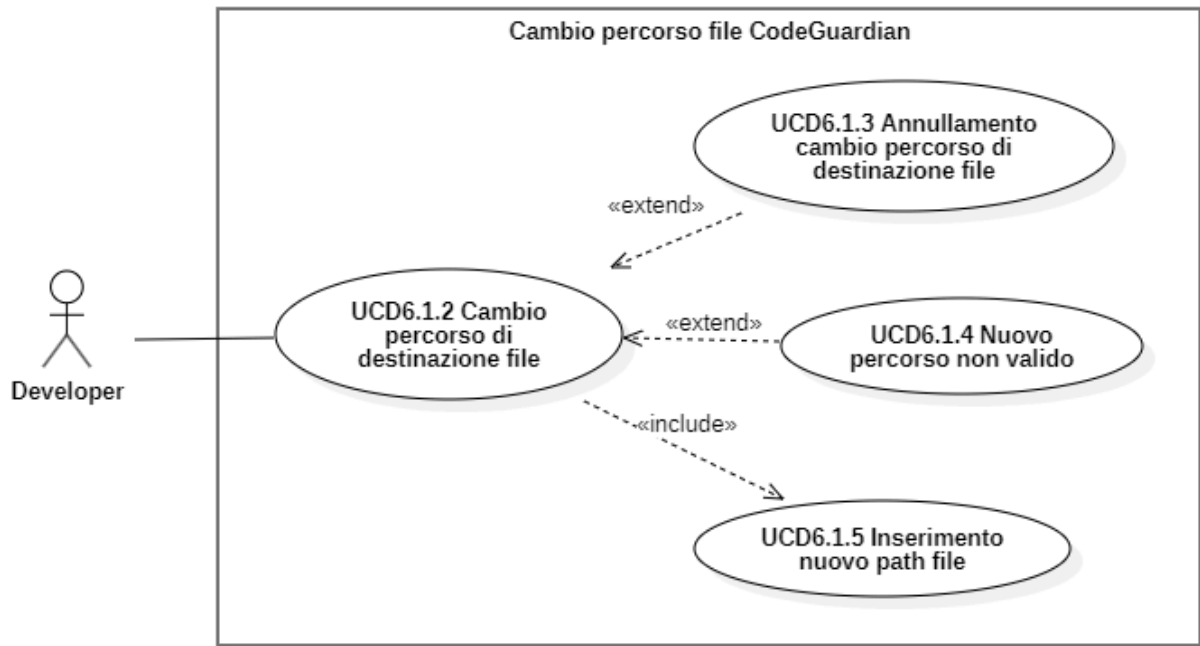 Cambio percorso file CodeGuardian
UCD6.1.3 Annullamento
cambio percorso di
destinazione file
«extend»
UCD6.1.2 Cambio
percorso di
destinazione file
«extend»
UCD6.1.4 Nuovo
percorso non valido
Developer
«include»
UCD6.1.5 Inserimento
nuovo path file